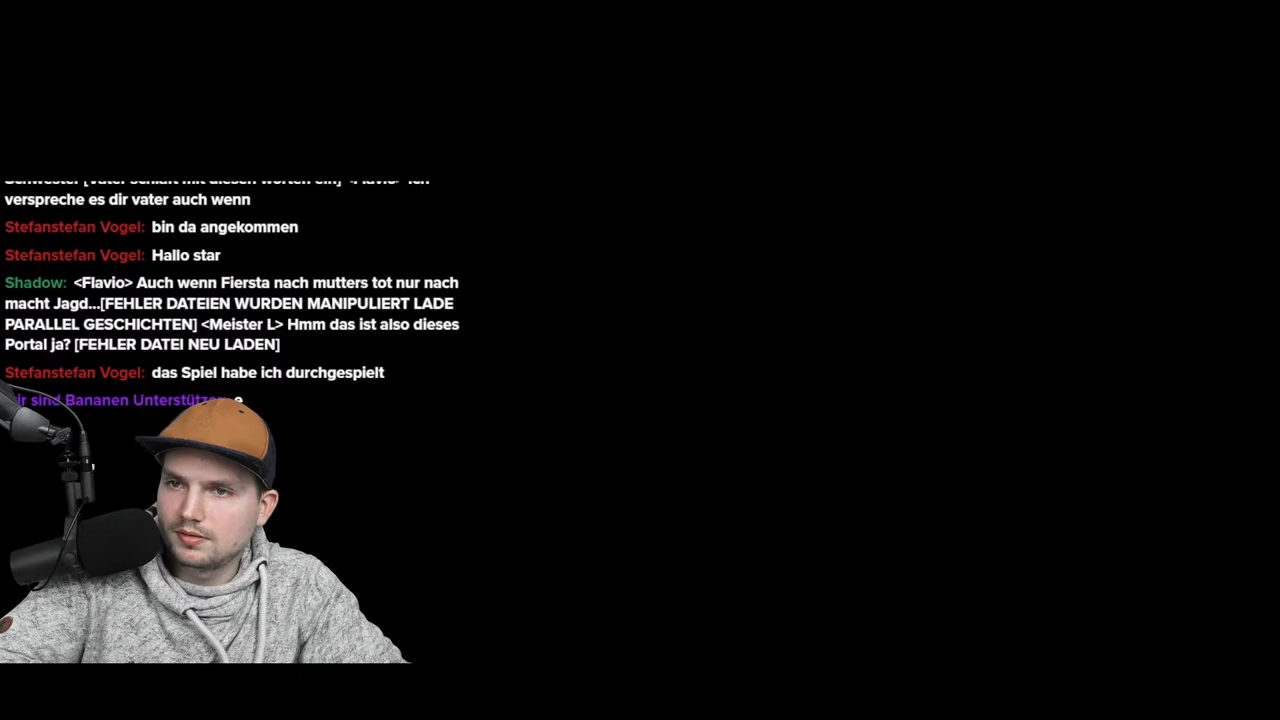 verspreche es dir vater auch wenn
Stefanstefan Vogel: bin da angekommen
Stefanstefan Vogel: Hallo star
Shadow: <Flavio> Auch wenn Fiersta nach mutters tot nur nach
macht Jagd...[FEHLER DATEIEN WURDEN MANIPULIERT LADE
PARALLEL GESCHICHTEN] <Meister L> Hmm das ist also dieses
Portal ja? [FEHLER DATEI NEU LADEN]
Stefanstefan Vogel: das Spiel habe ich durchgespielt
sind Bananen e